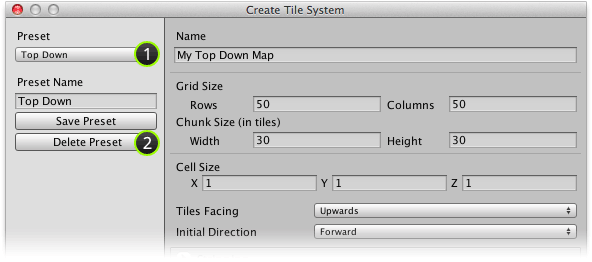 Create Tile System
Preset
Top Down
1
Preset Name
Top Down
Save Preset
Delete Preset
2
Name
My Top Down Map
Grid Size
Rows 50 Columns 50
Chunk Size (in tiles)
Width 30 Height 30
Cell Size
X 1 Y 1 Z 1
Tiles Facing Upwards
Initial Direction Forward